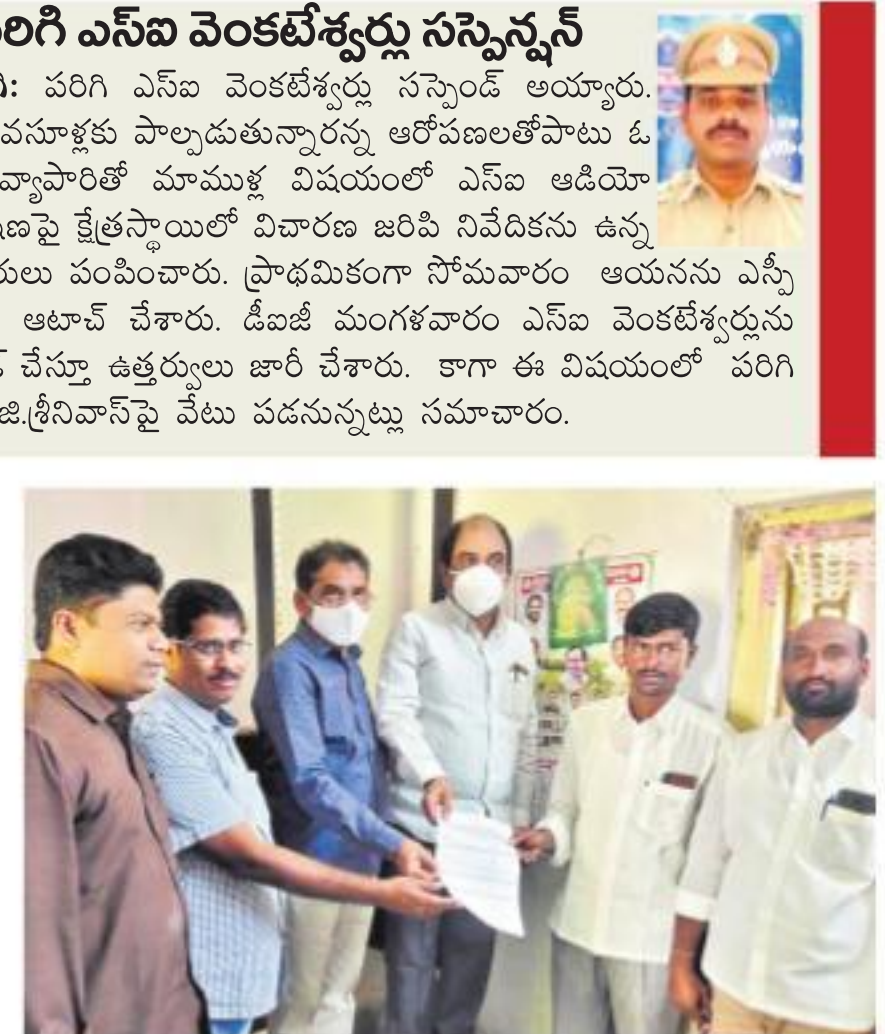 పరిగి ఎస్ఐ వెంకటేశ్వర్లు సస్పెన్షన్
పరిగి ఎస్ఐ వెంకటేశ్వర్లు సస్పెండ్ అయ్యారు.
వసూళ్లకు పాల్పడుతున్నారన్న ఆరోపణలతోపాటు ఓ
వ్యాపారితో మాముళ్ల విషయంలో ఎస్ఐ ఆడియో
క్షేత్రస్థాయిలో విచారణ జరిపి నివేదికను ఉన్న
పంపించారు. ప్రాథమికంగా సోమవారం ఆయనను ఎస్పీ
ఆటాచ్ చేశారు. డీఐజీ మంగళవారం ఎస్ఐ వెంకటేశ్వర్లును
చేస్తూ ఉత్తర్వులు జారీ చేశారు. కాగా ఈ విషయంలో పరిగి
జి.శ్రీనివాస్‌పై వేటు పడనున్నట్లు సమాచారం.